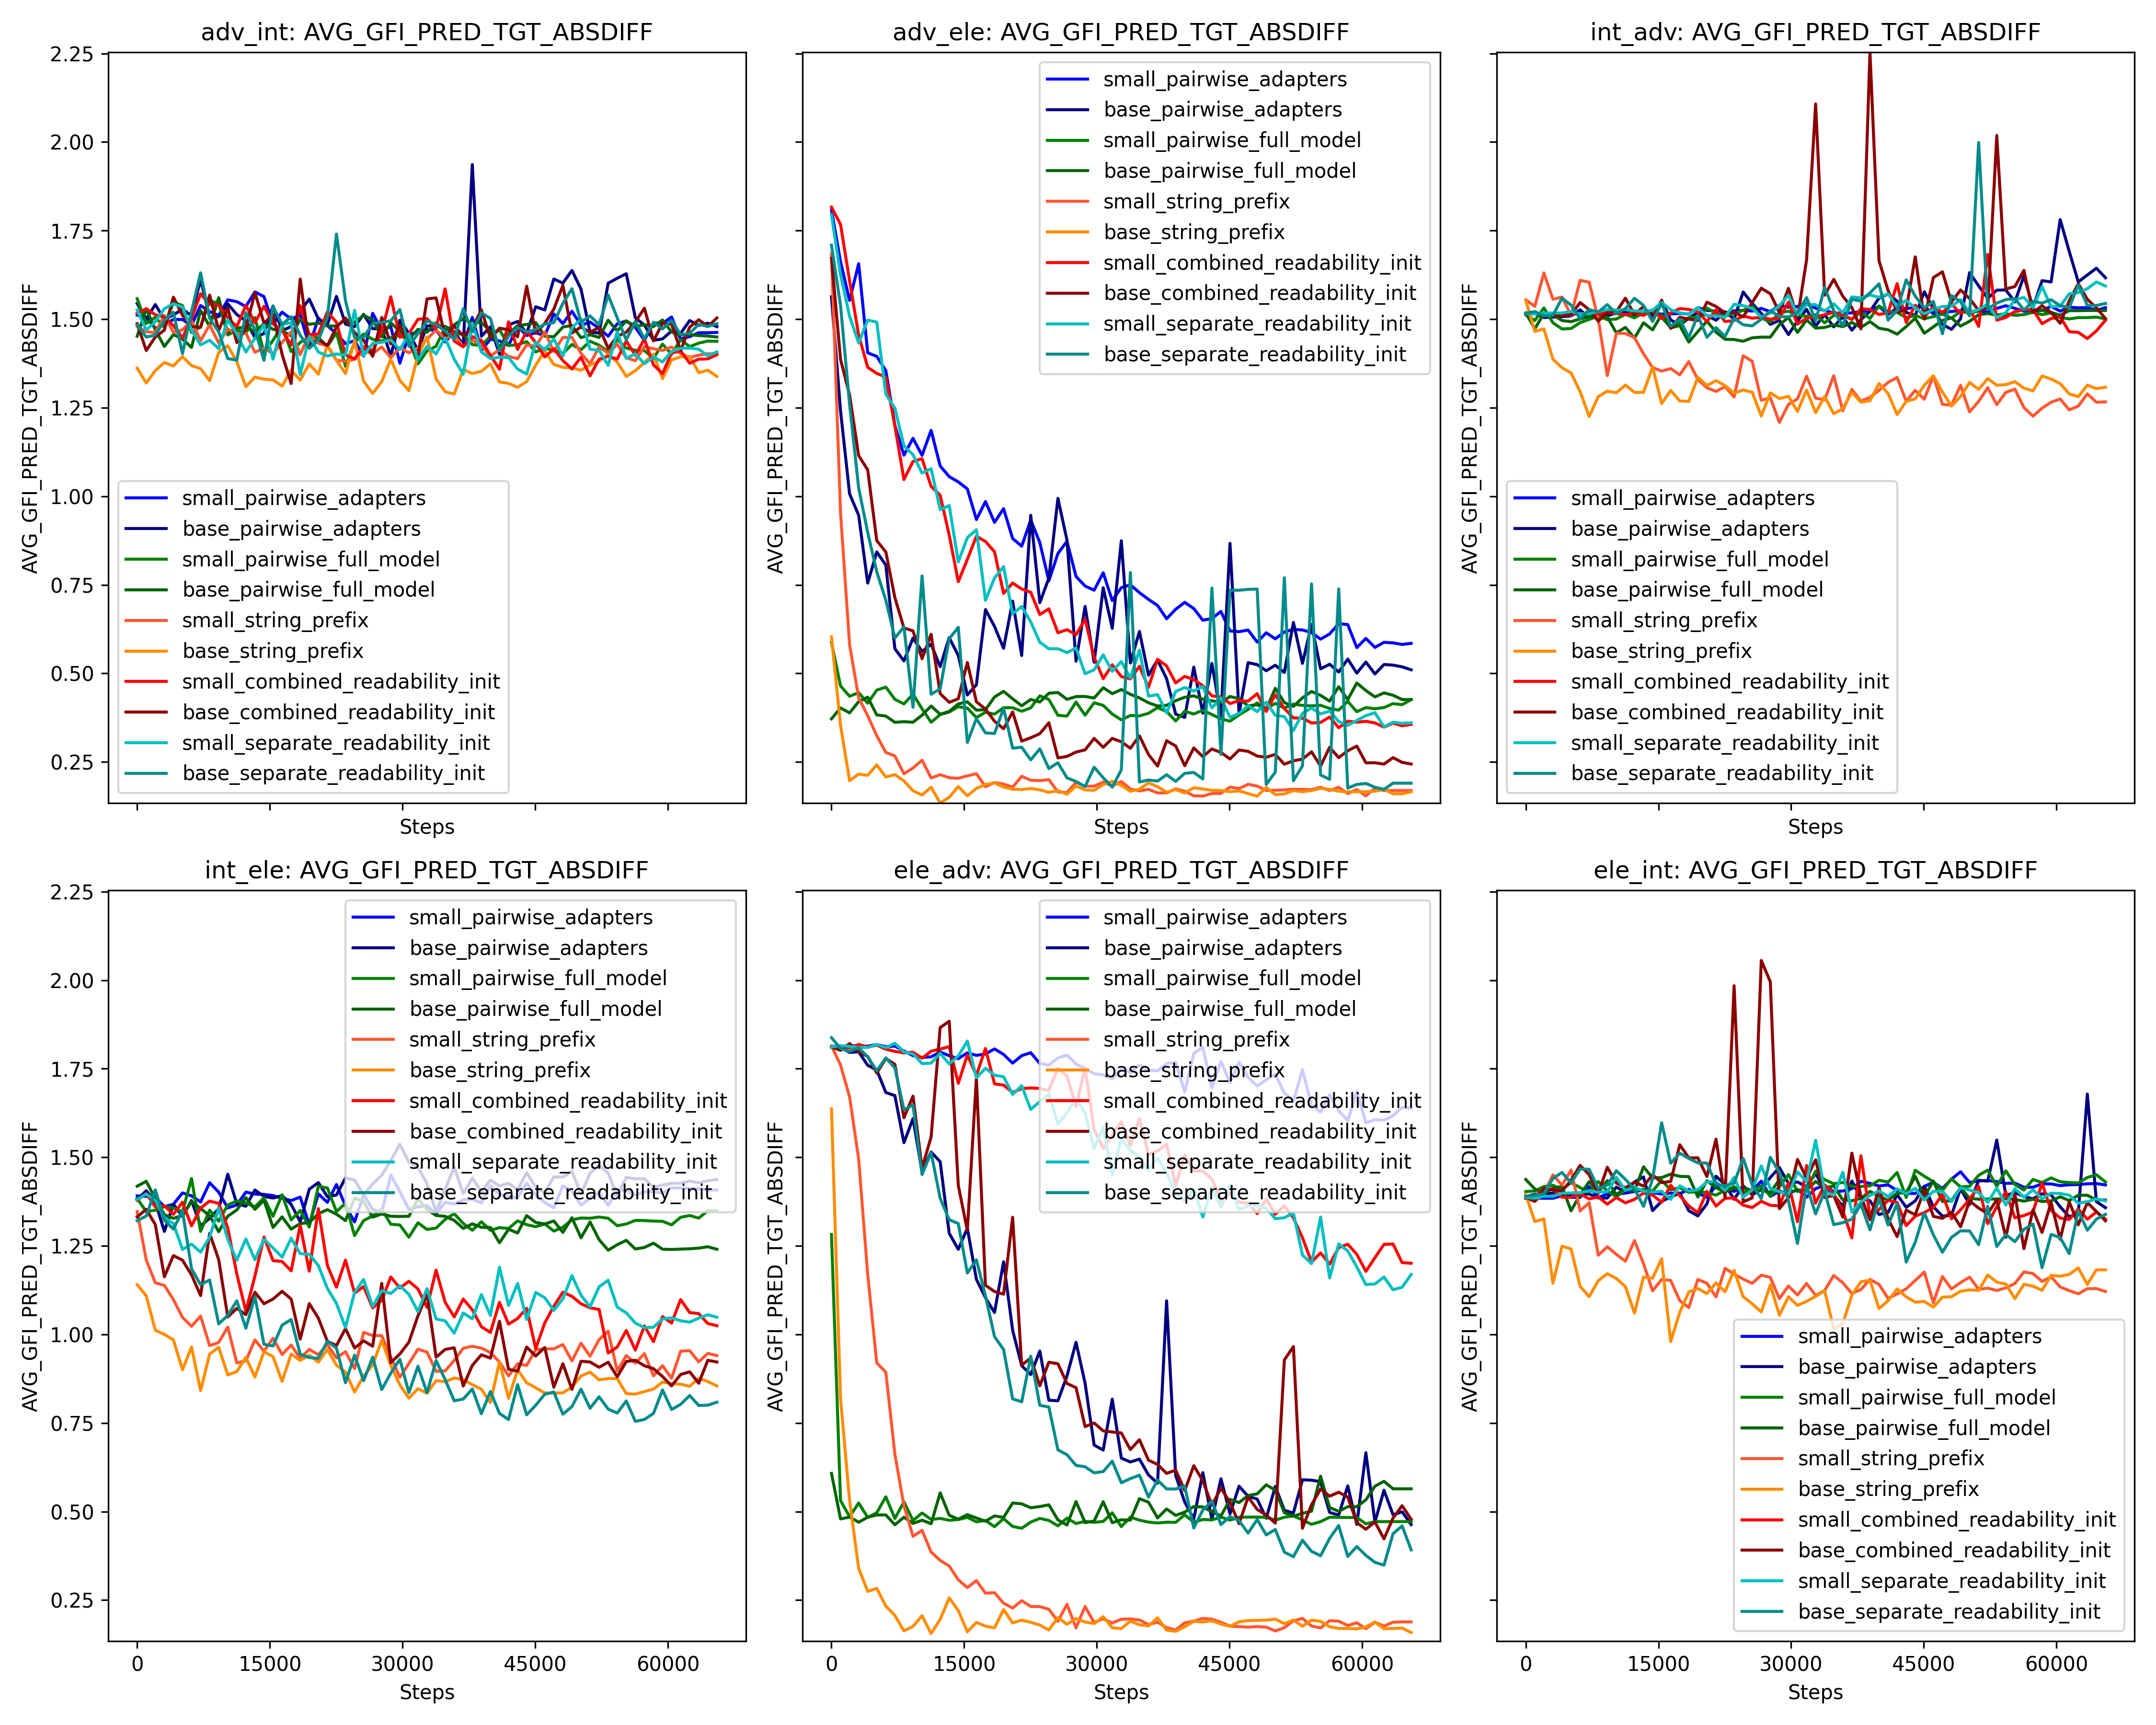 adv_int: AVG_GFI_PRED_TGT_ABSDIFF
AVG_GFI_PRED_TGT_ABSDIFF
2.25
2.00
1.75
1.50
1.25
1.00
0.75
0.50
0.25
small_pairwise_adapters
base_pairwise_adapters
small_pairwise_full_model
base_pairwise_full_model
small_string_prefix
base_string_prefix
small_combined_readability_init
base_combined_readability_init
small_separate_readability_init
base_separate_readability_init
Steps
adv_ele: AVG_GFI_PRED_TGT_ABSDIFF
AVG_GFI_PRED_TGT_ABSDIFF
small_pairwise_adapters
base_pairwise_adapters
small_pairwise_full_model
base_pairwise_full_model
small_string_prefix
base_string_prefix
small_combined_readability_init
base_combined_readability_init
small_separate_readability_init
base_separate_readability_init
Steps
int_adv: AVG_GFI_PRED_TGT_ABSDIFF
AVG_GFI_PRED_TGT_ABSDIFF
small_pairwise_adapters
base_pairwise_adapters
small_pairwise_full_model
base_pairwise_full_model
small_string_prefix
base_string_prefix
small_combined_readability_init
base_combined_readability_init
small_separate_readability_init
base_separate_readability_init
Steps
int_ele: AVG_GFI_PRED_TGT_ABSDIFF
AVG_GFI_PRED_TGT_ABSDIFF
2.25
2.00
1.75
1.50
1.25
1.00
0.75
0.50
0.25
small_pairwise_adapters
base_pairwise_adapters
small_pairwise_full_model
base_pairwise_full_model
small_string_prefix
base_string_prefix
small_combined_readability_init
base_combined_readability_init
small_separate_readability_init
base_separate_readability_init
0 15000 30000 45000 60000
Steps
ele_adv: AVG_GFI_PRED_TGT_ABSDIFF
AVG_GFI_PRED_TGT_ABSDIFF
small_pairwise_adapters
base_pairwise_adapters
small_pairwise_full_model
base_pairwise_full_model
small_string_prefix
base_string_prefix
small_combined_readability_init
base_combined_readability_init
small_separate_readability_init
base_separate_readability_init
0 15000 30000 45000 60000
Steps
ele_int: AVG_GFI_PRED_TGT_ABSDIFF
AVG_GFI_PRED_TGT_ABSDIFF
small_pairwise_adapters
base_pairwise_adapters
small_pairwise_full_model
base_pairwise_full_model
small_string_prefix
base_string_prefix
small_combined_readability_init
base_combined_readability_init
small_separate_readability_init
base_separate_readability_init
0 15000 30000 45000 60000
Steps